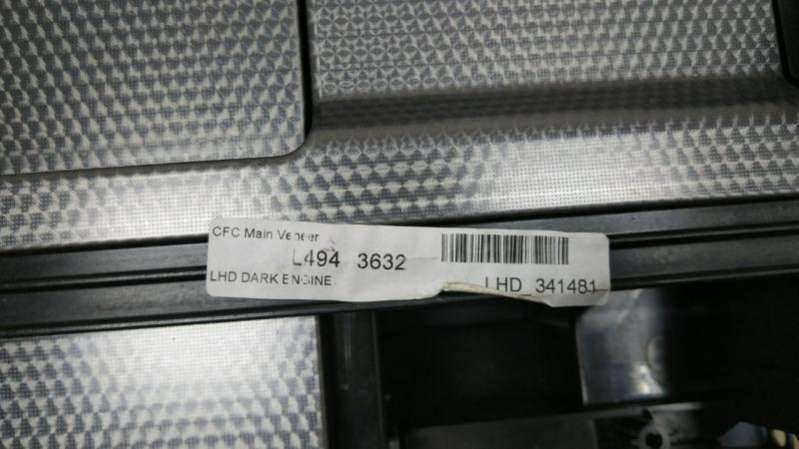 CFC Main Veneer
L494 3632
LHD DARK ENGINE
LHD_341481